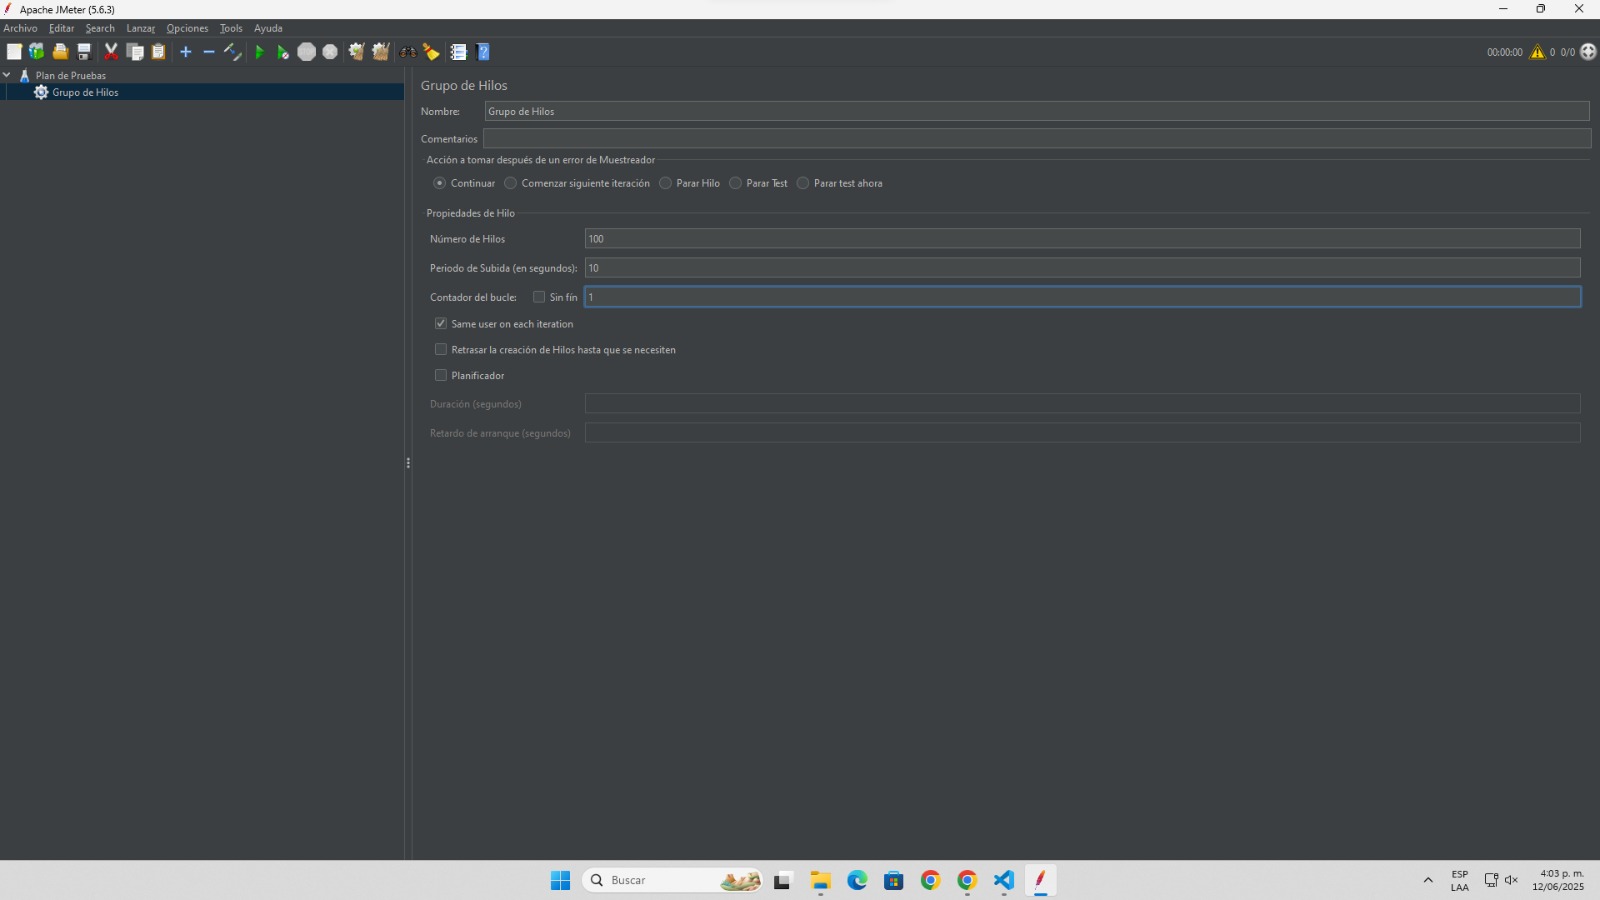 Apache JMeter (5.6.3)
Archivo Editar Search Lanzar Opciones Tools Ayuda
00:00:00 0 0/0
Plan de Pruebas
Grupo de Hilos
Grupo de Hilos
Nombre: Grupo de Hilos
Comentarios
Acción a tomar después de un error de Muestreador
Continuar Comenzar siguiente iteración Parar Hilo Parar Test Parar test ahora
Propiedades de Hilo
Número de Hilos 100
Periodo de Subida (en segundos): 10
Contador del bucle: Sin fín 1
Same user on each iteration
Retrasar la creación de Hilos hasta que se necesiten
Planificador
Duración (segundos)
Retardo de arranque (segundos)
Buscar
ESP
LAA
4:03 p. m.
12/06/2025